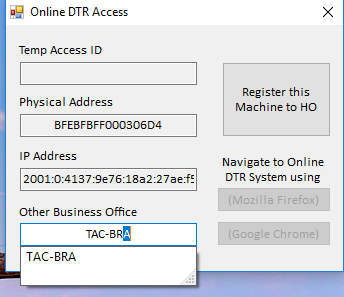 Online DTR Access
Temp Access ID
Physical Address
BFEBFBFF000306D4
Register this
Machine to HO
IP Address
2001:0:4137:9e76:18a2:27ae:f5
Navigate to Online
DTR System using
(Mozilla Firefox)
Other Business Office
TAC-BRA
(Google Chrome)
TAC-BRA